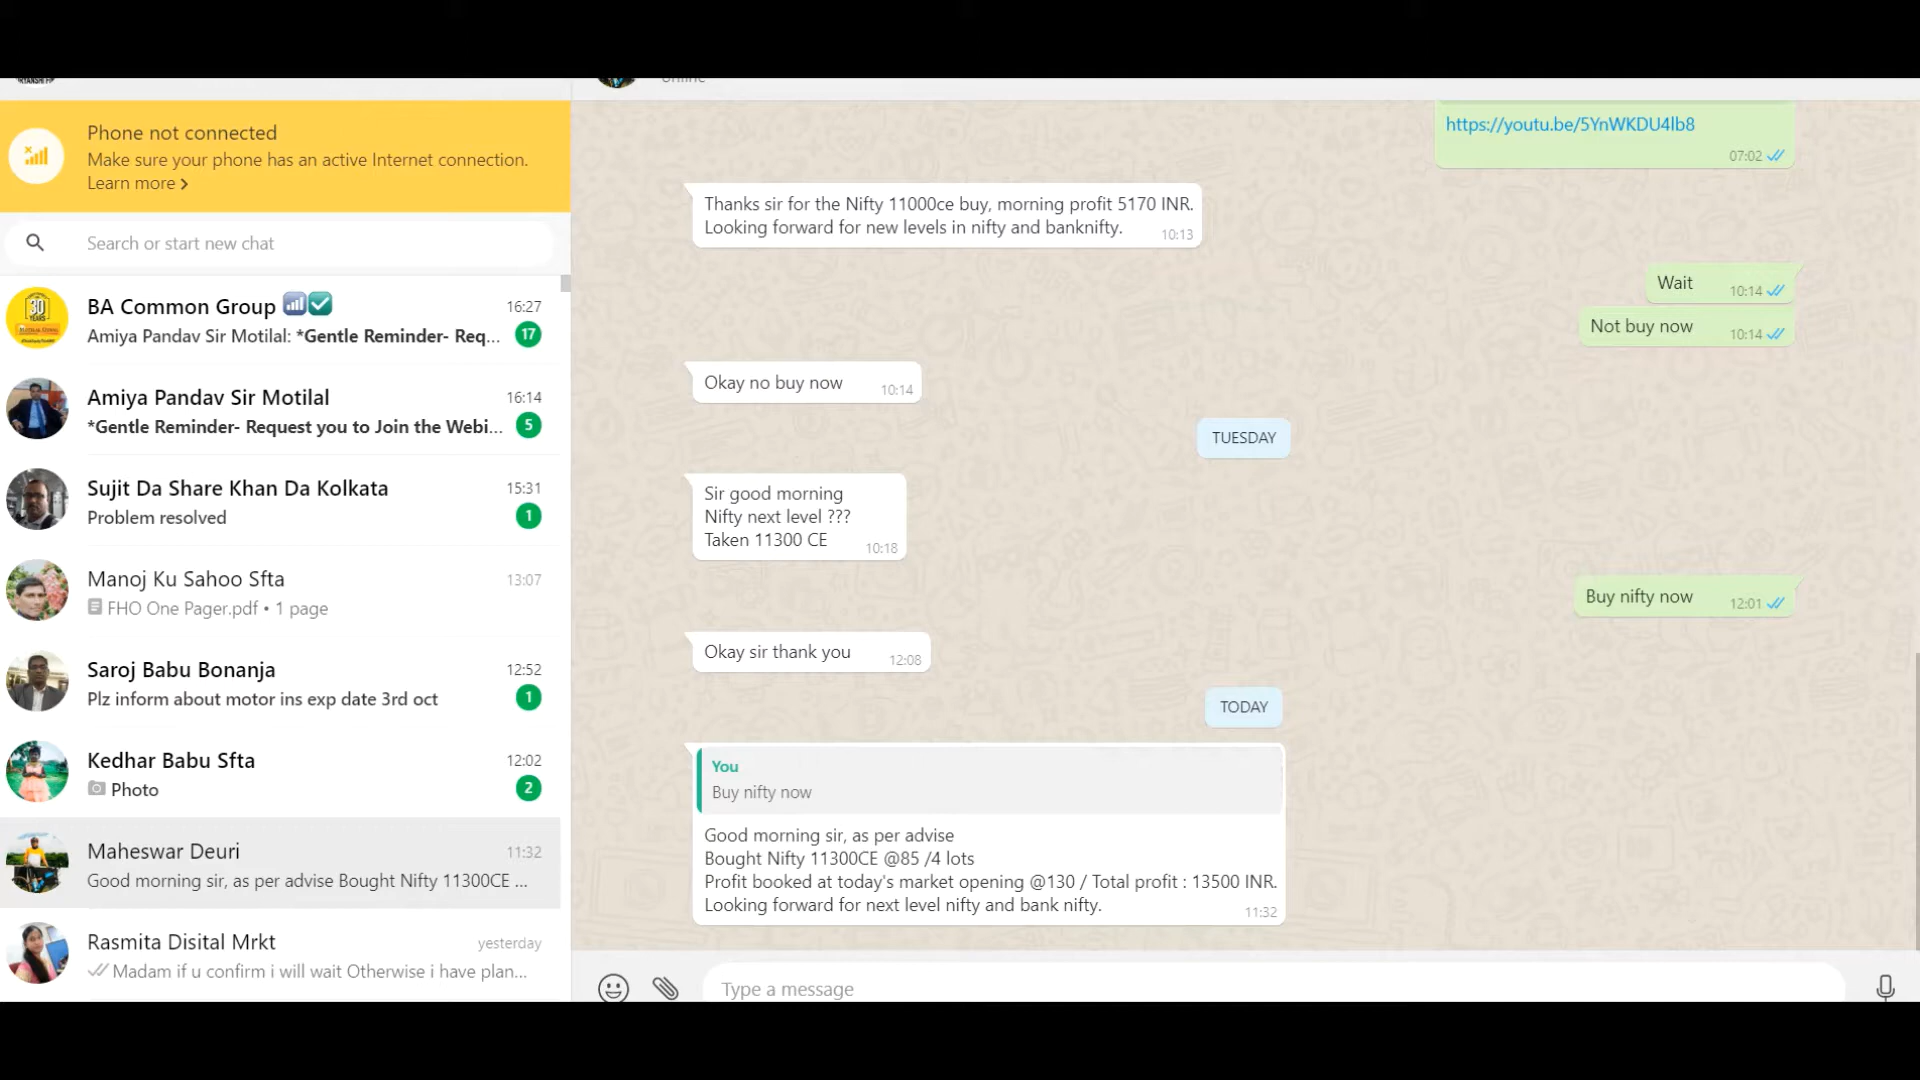 Phone not connected
Make sure your phone has an active Internet connection.
Learn more >
Search or start new chat
BA Common Group 16:27
Amiya Pandav Sir Motilal: *Gentle Reminder- Req... 17
Amiya Pandav Sir Motilal 16:14
*Gentle Reminder- Request you to Join the Webi... 5
Sujit Da Share Khan Da Kolkata 15:31
Problem resolved 1
Manoj Ku Sahoo Sfta 13:07
FHO One Pager.pdf • 1 page
Saroj Babu Bonanja 12:52
Plz inform about motor ins exp date 3rd oct 1
Kedhar Babu Sfta 12:02
Photo 2
Maheswar Deuri 11:32
Good morning sir, as per advise Bought Nifty 11300CE ...
Rasmita Disital Mrkt yesterday
Madam if u confirm i will wait Otherwise i have plan...
online
https://youtu.be/5YnWKDU4lb8
07:02
Thanks sir for the Nifty 11000ce buy, morning profit 5170 INR.
Looking forward for new levels in nifty and banknifty. 10:13
Wait 10:14
Not buy now 10:14
Okay no buy now 10:14
TUESDAY
Sir good morning
Nifty next level ???
Taken 11300 CE 10:18
Buy nifty now 12:01
Okay sir thank you 12:08
TODAY
You
Buy nifty now
Good morning sir, as per advise
Bought Nifty 11300CE @85 /4 lots
Profit booked at today's market opening @130 / Total profit : 13500 INR.
Looking forward for next level nifty and bank nifty. 11:32
Type a message